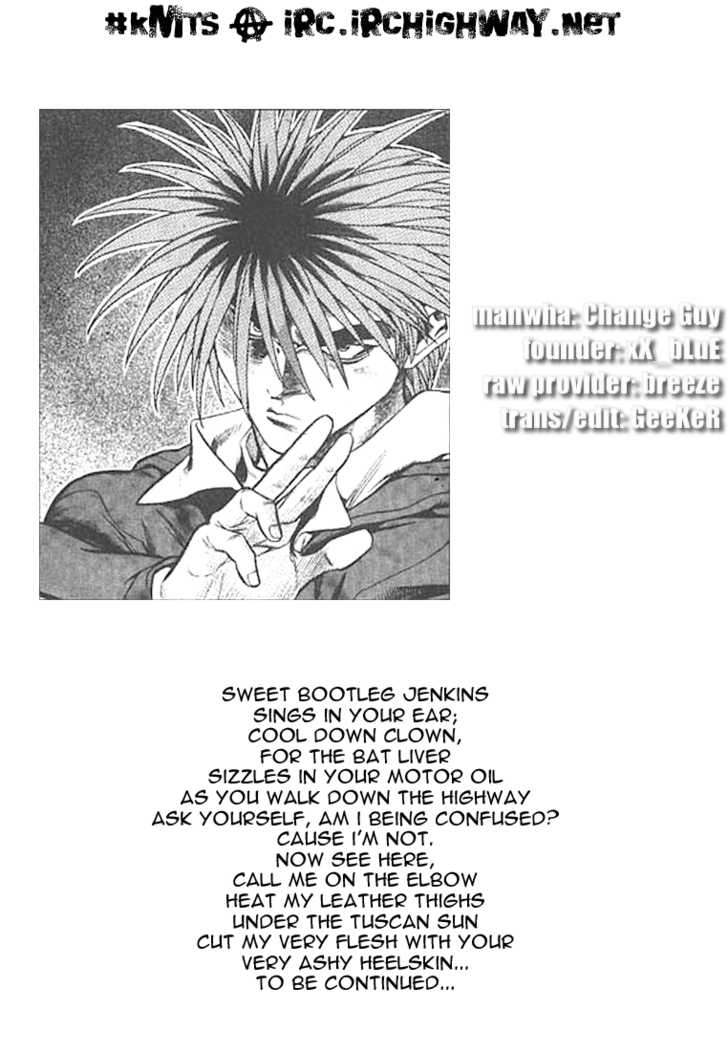 #kMTS @ iRC.iRCHiGHWAY.NET
manwha: Change Guy
founder: xX_bLuE
raw provider: breeze
trans/edit: GeeKeR
SWEET BOOTLEG JENKINS
SINGS IN YOUR EAR;
COOL DOWN CLOWN,
FOR THE BAT LIVER
SIZZLES IN YOUR MOTOR OIL
AS YOU WALK DOWN THE HIGHWAY
ASK YOURSELF, AM I BEING CONFUSED?
CAUSE I'M NOT.
NOW SEE HERE,
CALL ME ON THE ELBOW
HEAT MY LEATHER THIGHS
UNDER THE TUSCAN SUN
CUT MY VERY FLESH WITH YOUR
VERY ASHY HEELSKIN...
TO BE CONTINUED...